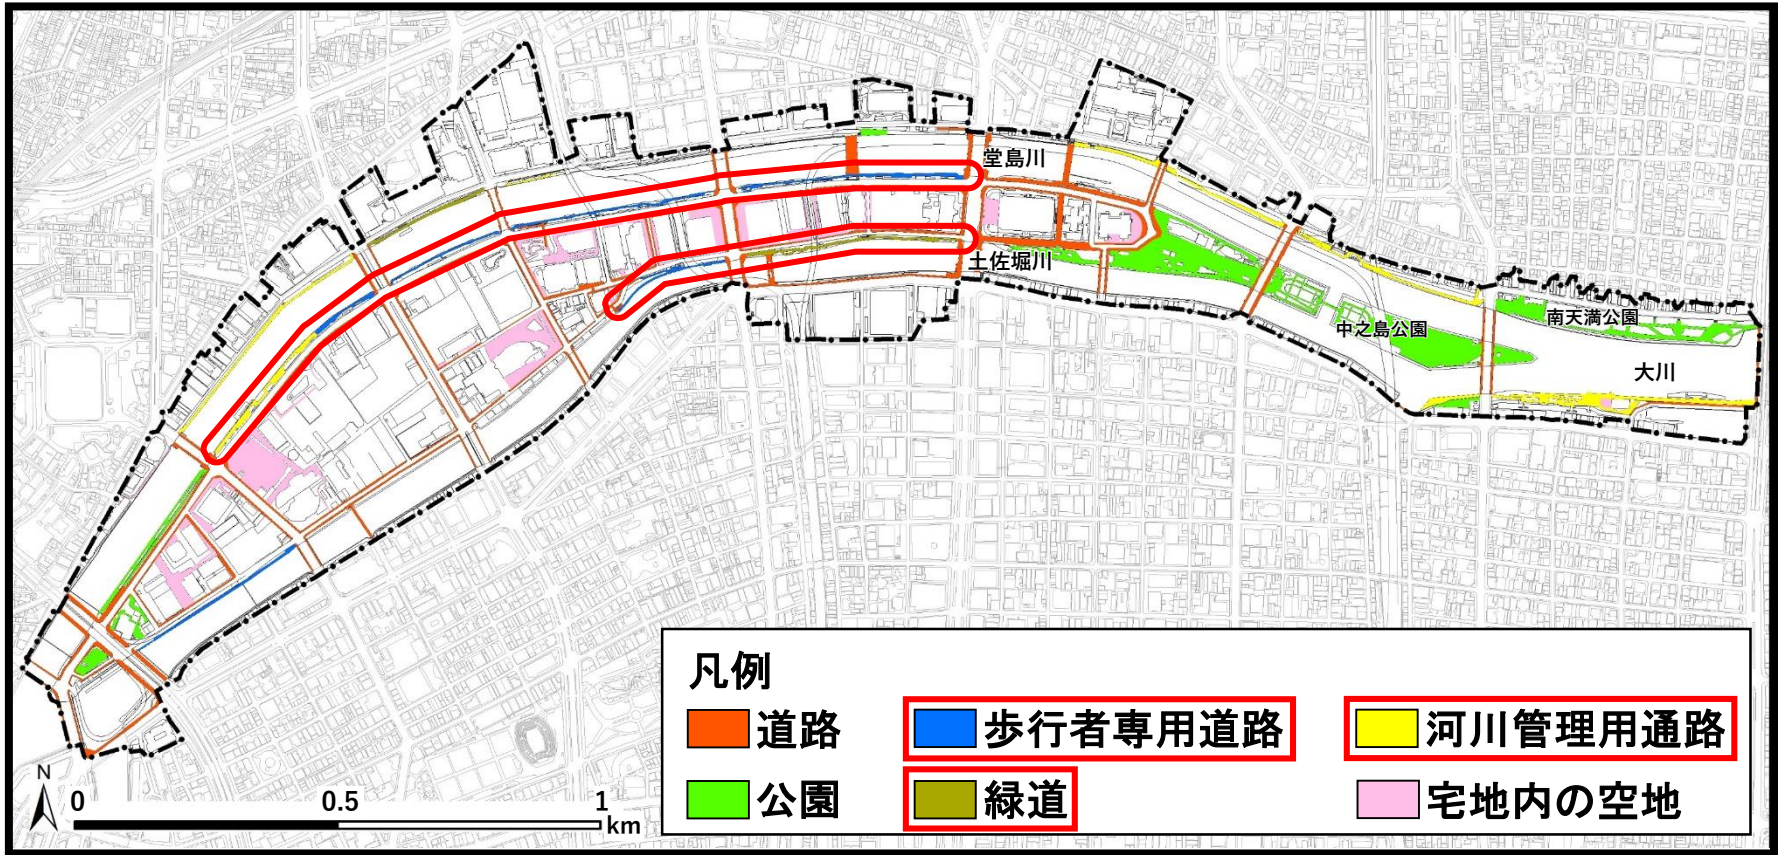 堂島川
土佐堀川
中之島公園
南天満公園
大川
凡例
道路
歩行者専用道路
河川管理用通路
公園
緑道
宅地内の空地
N
0 0.5 1
km